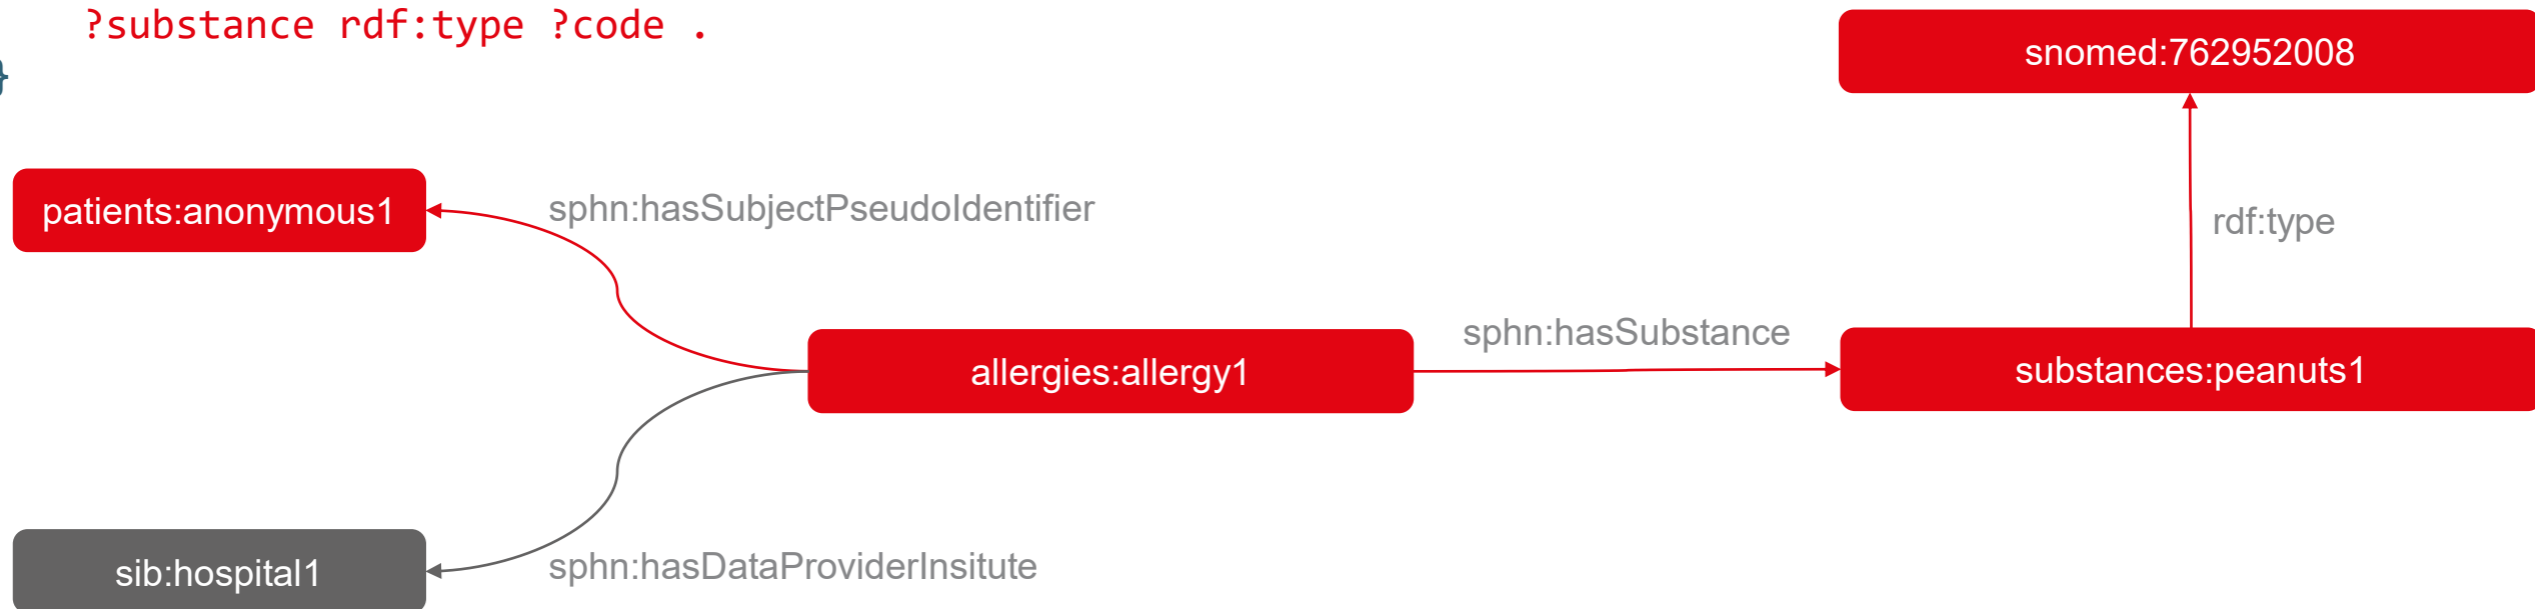 ?substance rdf:type ?code .
}
snomed:762952008
patients:anonymous1
sphn:hasSubjectPseudoIdentifier
rdf:type
sphn:hasSubstance
allergies:allergy1
substances:peanuts1
sib:hospital1
sphn:hasDataProviderInsitute